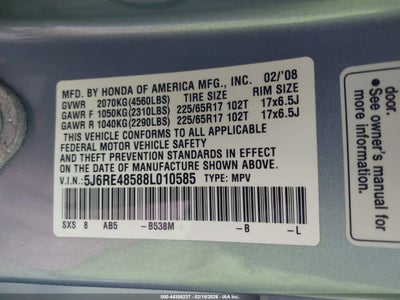 MFD. BY HONDA OF AMERICA MFG., INC. 02/'08
GVWR 2070KG(4560LBS) TIRE SIZE RIM SIZE
GAWR F 1050KG(2310LBS) 225/65R17 102T 17x6.5J
GAWR R 1040KG(2290LBS) 225/65R17 102T 17x6.5J
THIS VEHICLE CONFORMS TO ALL APPLICABLE
FEDERAL MOTOR VEHICLE SAFETY
AND THEFT PREVENTION STANDARDS IN EFFECT ON
THE DATE OF MANUFACTURE SHOWN ABOVE.
V.I.N.: 5J6RE48588L010585 TYPE: MPV
SXS 8 AB5 -B538M -B -L
door.
• See owner's
manual for
more
information.
000-44388237 - 02/18/2026 - IAA Inc.